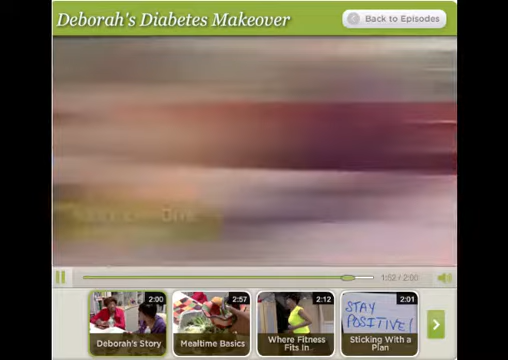 Deborah's Diabetes Makeover
Back to Episodes
1:52 / 2:00
2:00
2:57
2:12
2:01
STAY
POSITIVE!
Deborah's Story
Mealtime Basics
Where Fitness
Fits In
Sticking With a
Plan